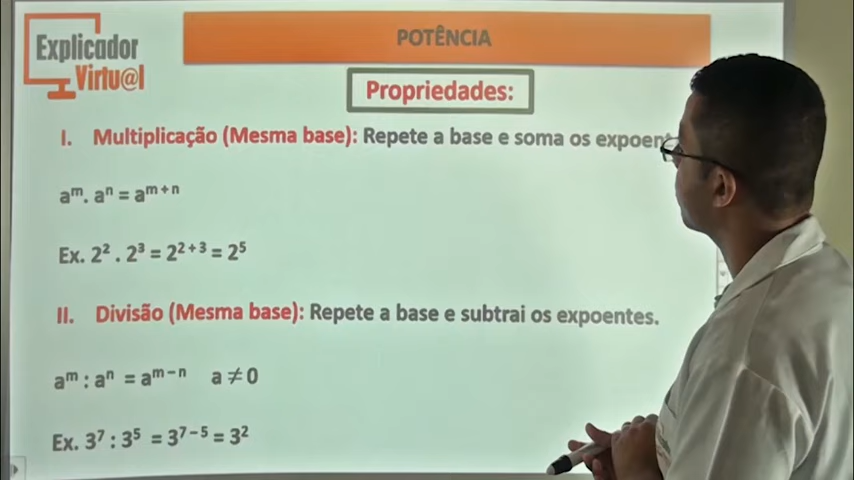 Explicador
Virtu@l
POTÊNCIA
Propriedades:
I. Multiplicação (Mesma base): Repete a base e soma os
aᵐ. aⁿ = aᵐ⁺ⁿ
Ex. 2² . 2³ = 2²⁺³ = 2⁵
II. Divisão (Mesma base): Repete a base e subtrai os expoentes.
aᵐ : aⁿ = aᵐ⁻ⁿ a ≠ 0
Ex. 3⁷ : 3⁵ = 3⁷⁻⁵ = 3²